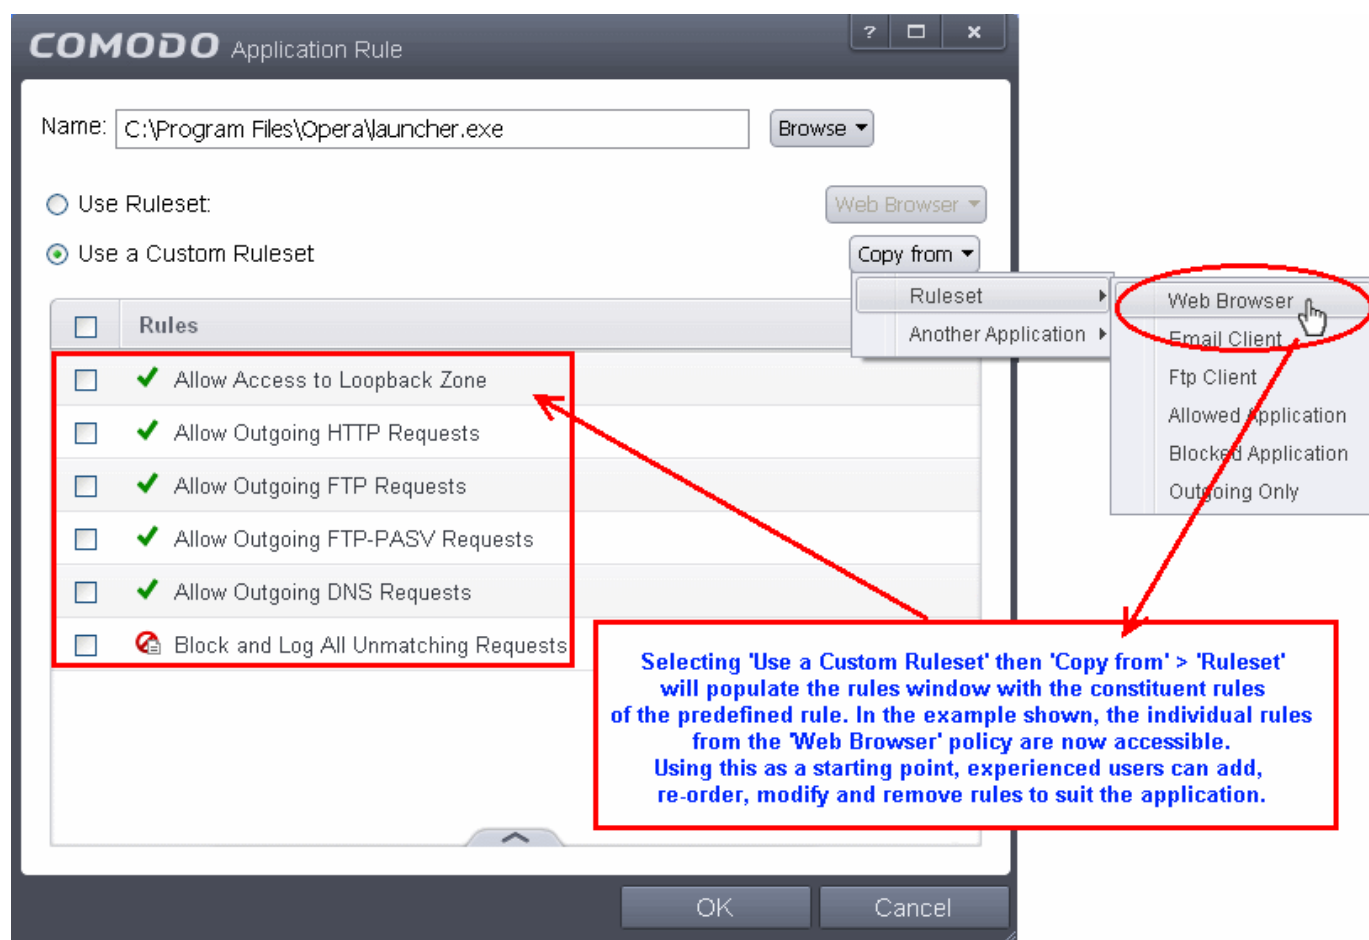 COMODO Application Rule
?
Name: C:\Program Files\Opera\launcher.exe Browse
Use Ruleset: Web Browser
Use a Custom Ruleset Copy from
Ruleset
Another Application
Web Browser
Email Client
Ftp Client
Allowed Application
Blocked Application
Outgoing Only
Rules
Allow Access to Loopback Zone
Allow Outgoing HTTP Requests
Allow Outgoing FTP Requests
Allow Outgoing FTP-PASV Requests
Allow Outgoing DNS Requests
Block and Log All Unmatching Requests
Selecting 'Use a Custom Ruleset' then 'Copy from' > 'Ruleset'
will populate the rules window with the constituent rules
of the predefined rule. In the example shown, the individual rules
from the 'Web Browser' policy are now accessible.
Using this as a starting point, experienced users can add,
re-order, modify and remove rules to suit the application.
OK Cancel